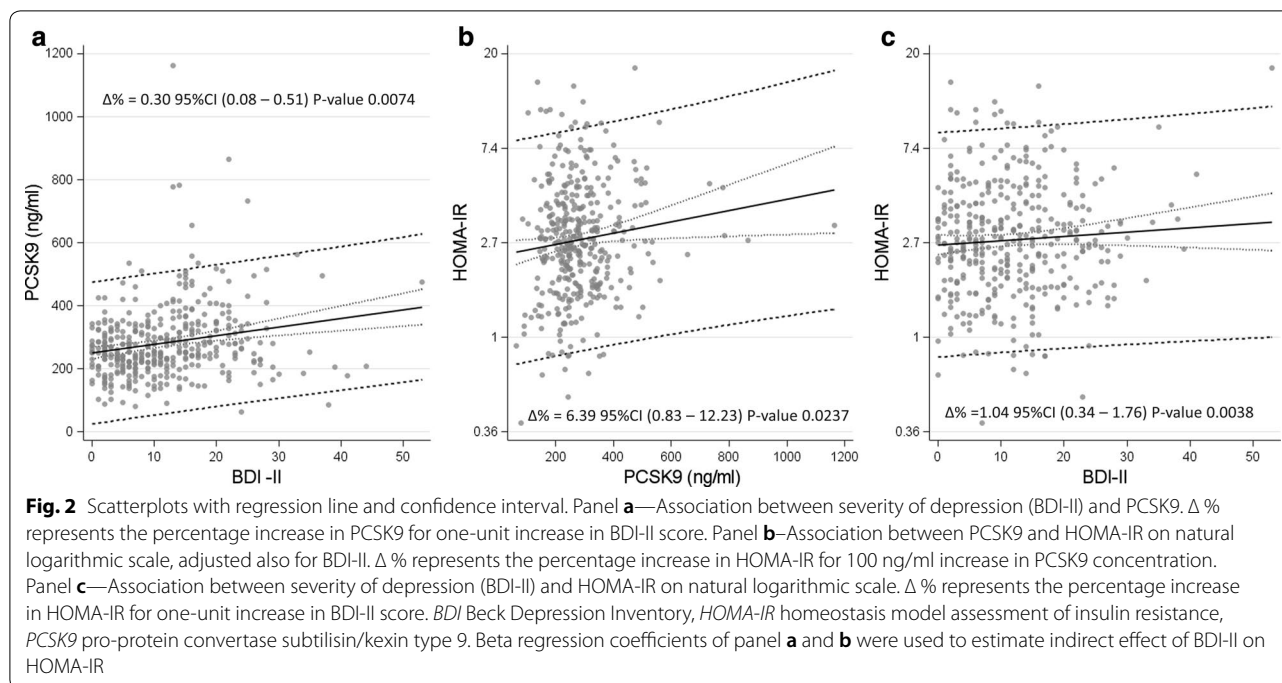 a
1200
1000
800
600
400
200
0
PCSK9 (ng/ml)
Δ% = 0.30 95%CI (0.08 – 0.51) P-value 0.0074
0 10 20 30 40 50
BDI -II
b
20
7.4
2.7
1
0.36
HOMA-IR
Δ% = 6.39 95%CI (0.83 – 12.23) P-value 0.0237
200 400 600 800 1000 1200
PCSK9 (ng/ml)
c
20
7.4
2.7
1
0.36
HOMA-IR
Δ% =1.04 95%CI (0.34 – 1.76) P-value 0.0038
0 10 20 30 40 50
BDI-II
Fig. 2 Scatterplots with regression line and confidence interval. Panel a—Association between severity of depression (BDI-II) and PCSK9. Δ %
represents the percentage increase in PCSK9 for one-unit increase in BDI-II score. Panel b–Association between PCSK9 and HOMA-IR on natural
logarithmic scale, adjusted also for BDI-II. Δ % represents the percentage increase in HOMA-IR for 100 ng/ml increase in PCSK9 concentration.
Panel c—Association between severity of depression (BDI-II) and HOMA-IR on natural logarithmic scale. Δ % represents the percentage increase
in HOMA-IR for one-unit increase in BDI-II score. BDI Beck Depression Inventory, HOMA-IR homeostasis model assessment of insulin resistance,
PCSK9 pro-protein convertase subtilisin/kexin type 9. Beta regression coefficients of panel a and b were used to estimate indirect effect of BDI-II on
HOMA-IR